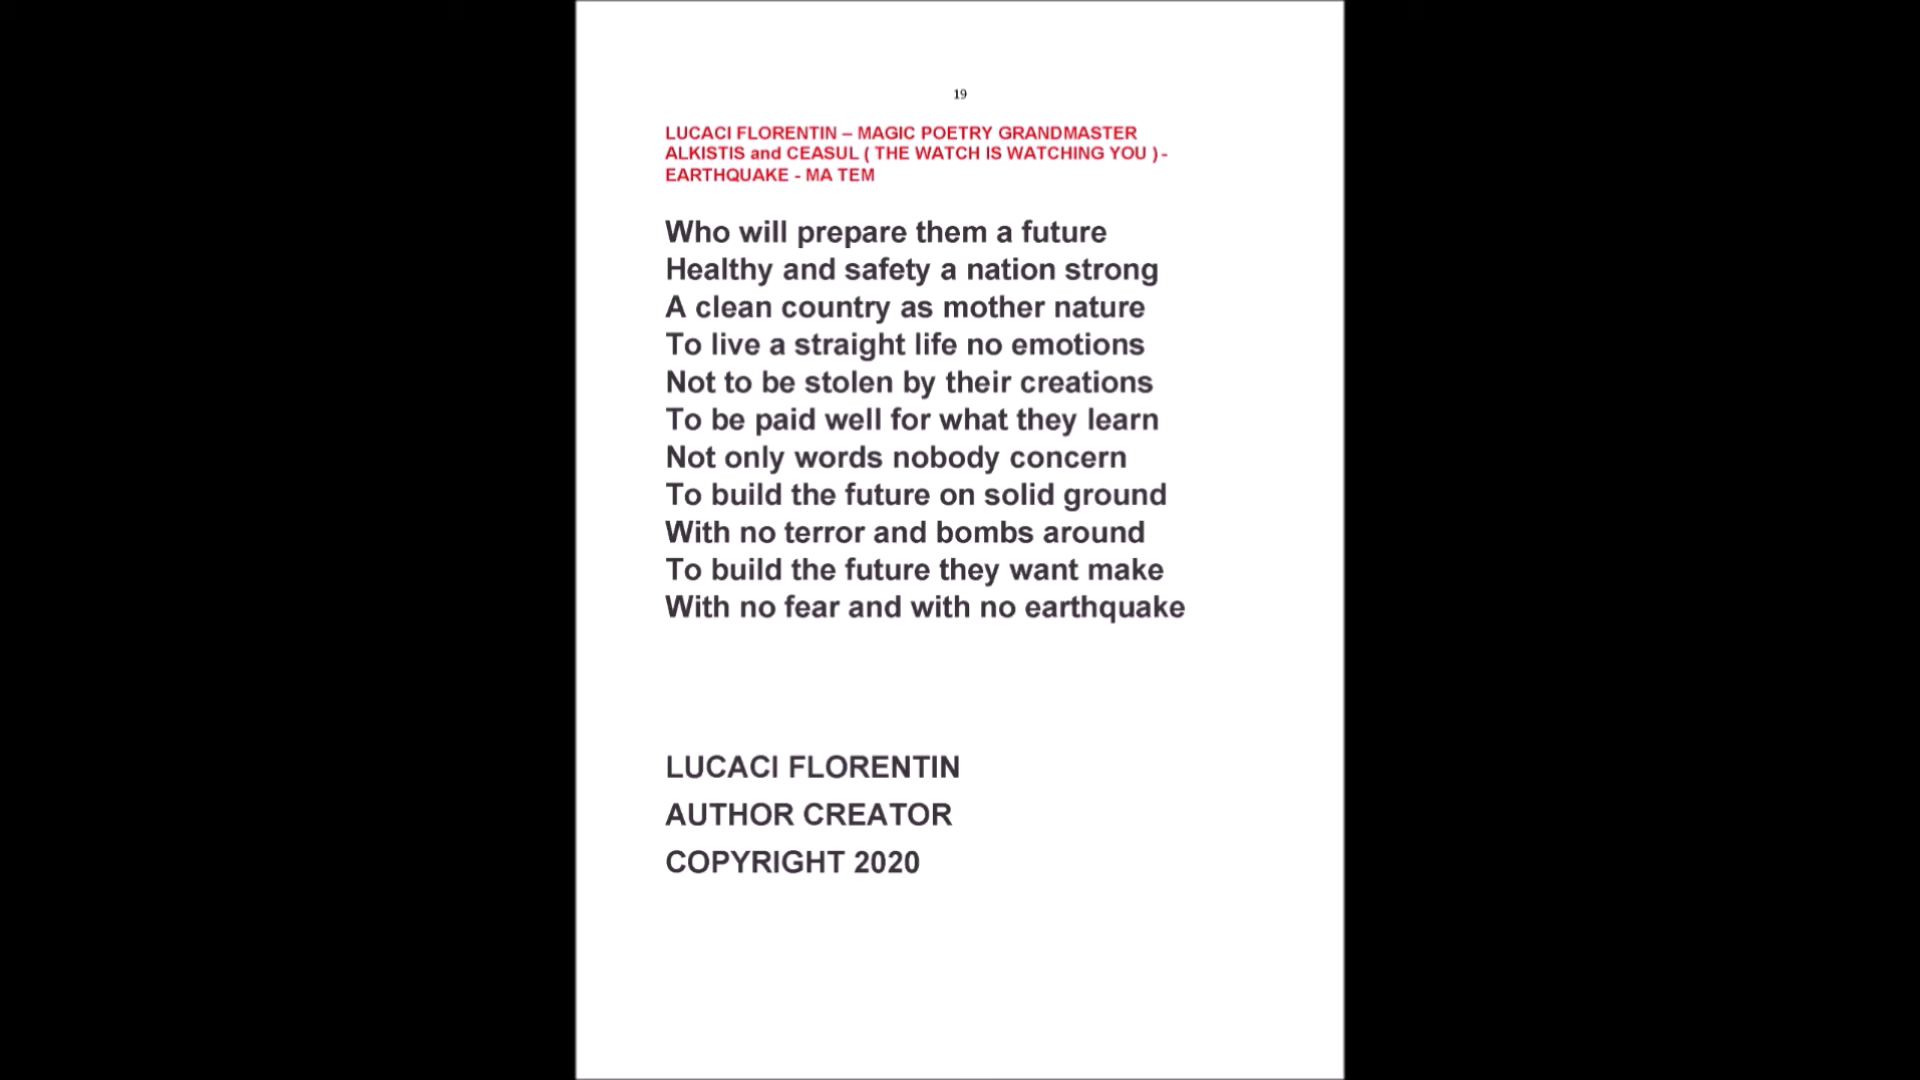 19
LUCACI FLORENTIN – MAGIC POETRY GRANDMASTER
ALKISTIS and CEASUL ( THE WATCH IS WATCHING YOU ) -
EARTHQUAKE - MA TEM
Who will prepare them a future
Healthy and safety a nation strong
A clean country as mother nature
To live a straight life no emotions
Not to be stolen by their creations
To be paid well for what they learn
Not only words nobody concern
To build the future on solid ground
With no terror and bombs around
To build the future they want make
With no fear and with no earthquake
LUCACI FLORENTIN
AUTHOR CREATOR
COPYRIGHT 2020